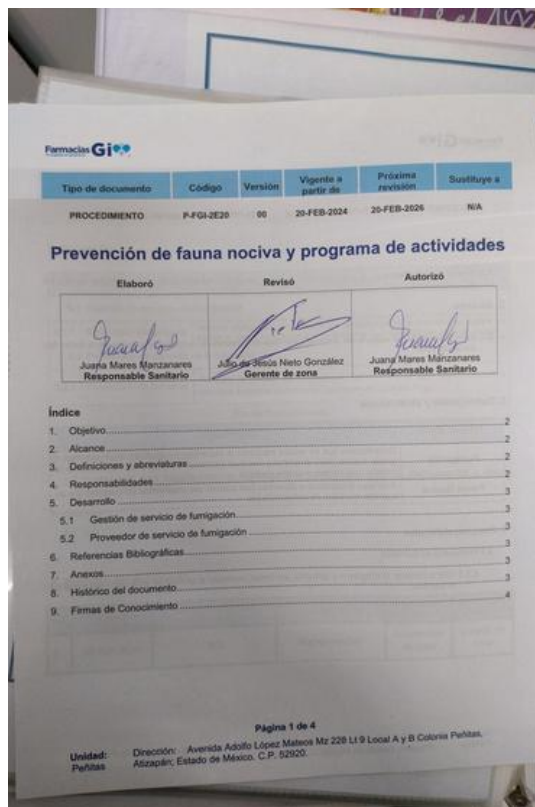 Farmacias Gi
Tipo de documento Código Versión Vigente a partir de Próxima revisión Sustituye a
PROCEDIMIENTO P-FGI-2E20 00 20-FEB-2024 20-FEB-2026 N/A
Prevención de fauna nociva y programa de actividades
Elaboró Revisó Autorizó
Juana Mares Manzanares Julio de Jesús Nieto González Juana Mares Manzanares
Responsable Sanitario Gerente de zona Responsable Sanitario
Índice
1. Objetivo 2
2. Alcance 2
3. Definiciones y abreviaturas 2
4. Responsabilidades 2
5. Desarrollo 3
5.1 Gestión de servicio de fumigación 3
5.2 Proveedor de servicio de fumigación 3
6. Referencias Bibliográficas 3
7. Anexos 3
8. Histórico del documento 3
9. Firmas de Conocimiento 4
Página 1 de 4
Unidad: Peñitas
Dirección: Avenida Adolfo López Mateos Mz 228 Lt 9 Local A y B Colonia Peñitas,
Atizapán; Estado de México, C.P. 52920.